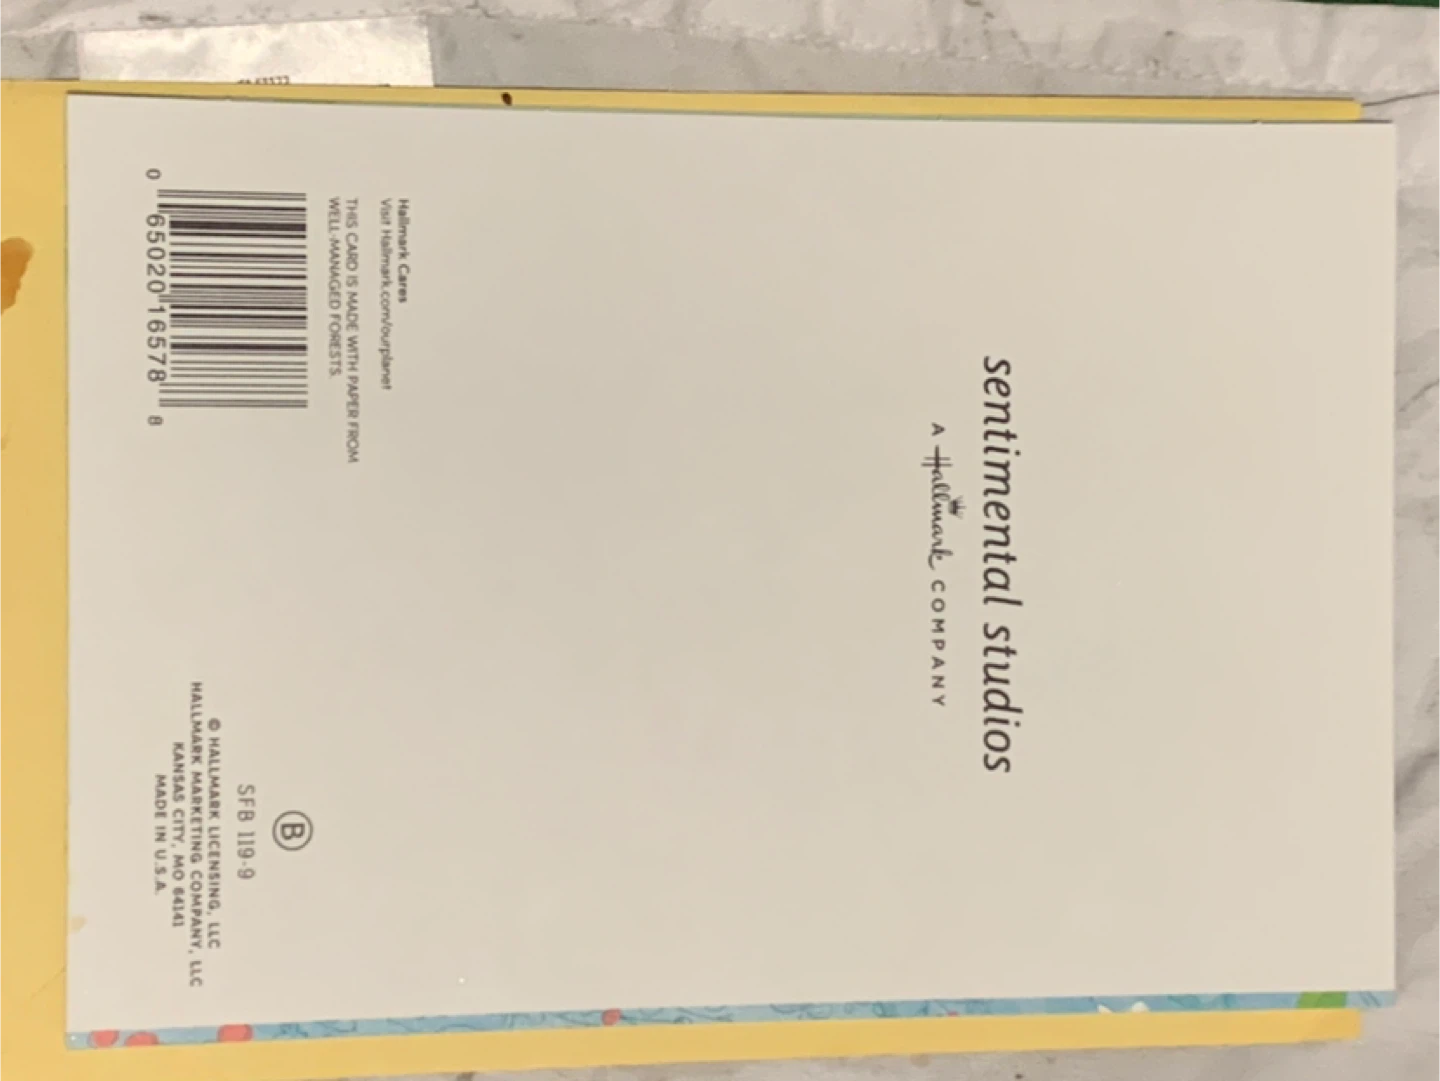 sentimental studios
A Hallmark COMPANY
Hallmark Cares
Visit Hallmark.com/ourplanet
THIS CARD IS MADE WITH PAPER FROM
WELL-MANAGED FORESTS.
0 65020 16578 8
B
SFB 119-9
© HALLMARK LICENSING, LLC
HALLMARK MARKETING COMPANY, LLC
KANSAS CITY, MO 64141
MADE IN U.S.A.